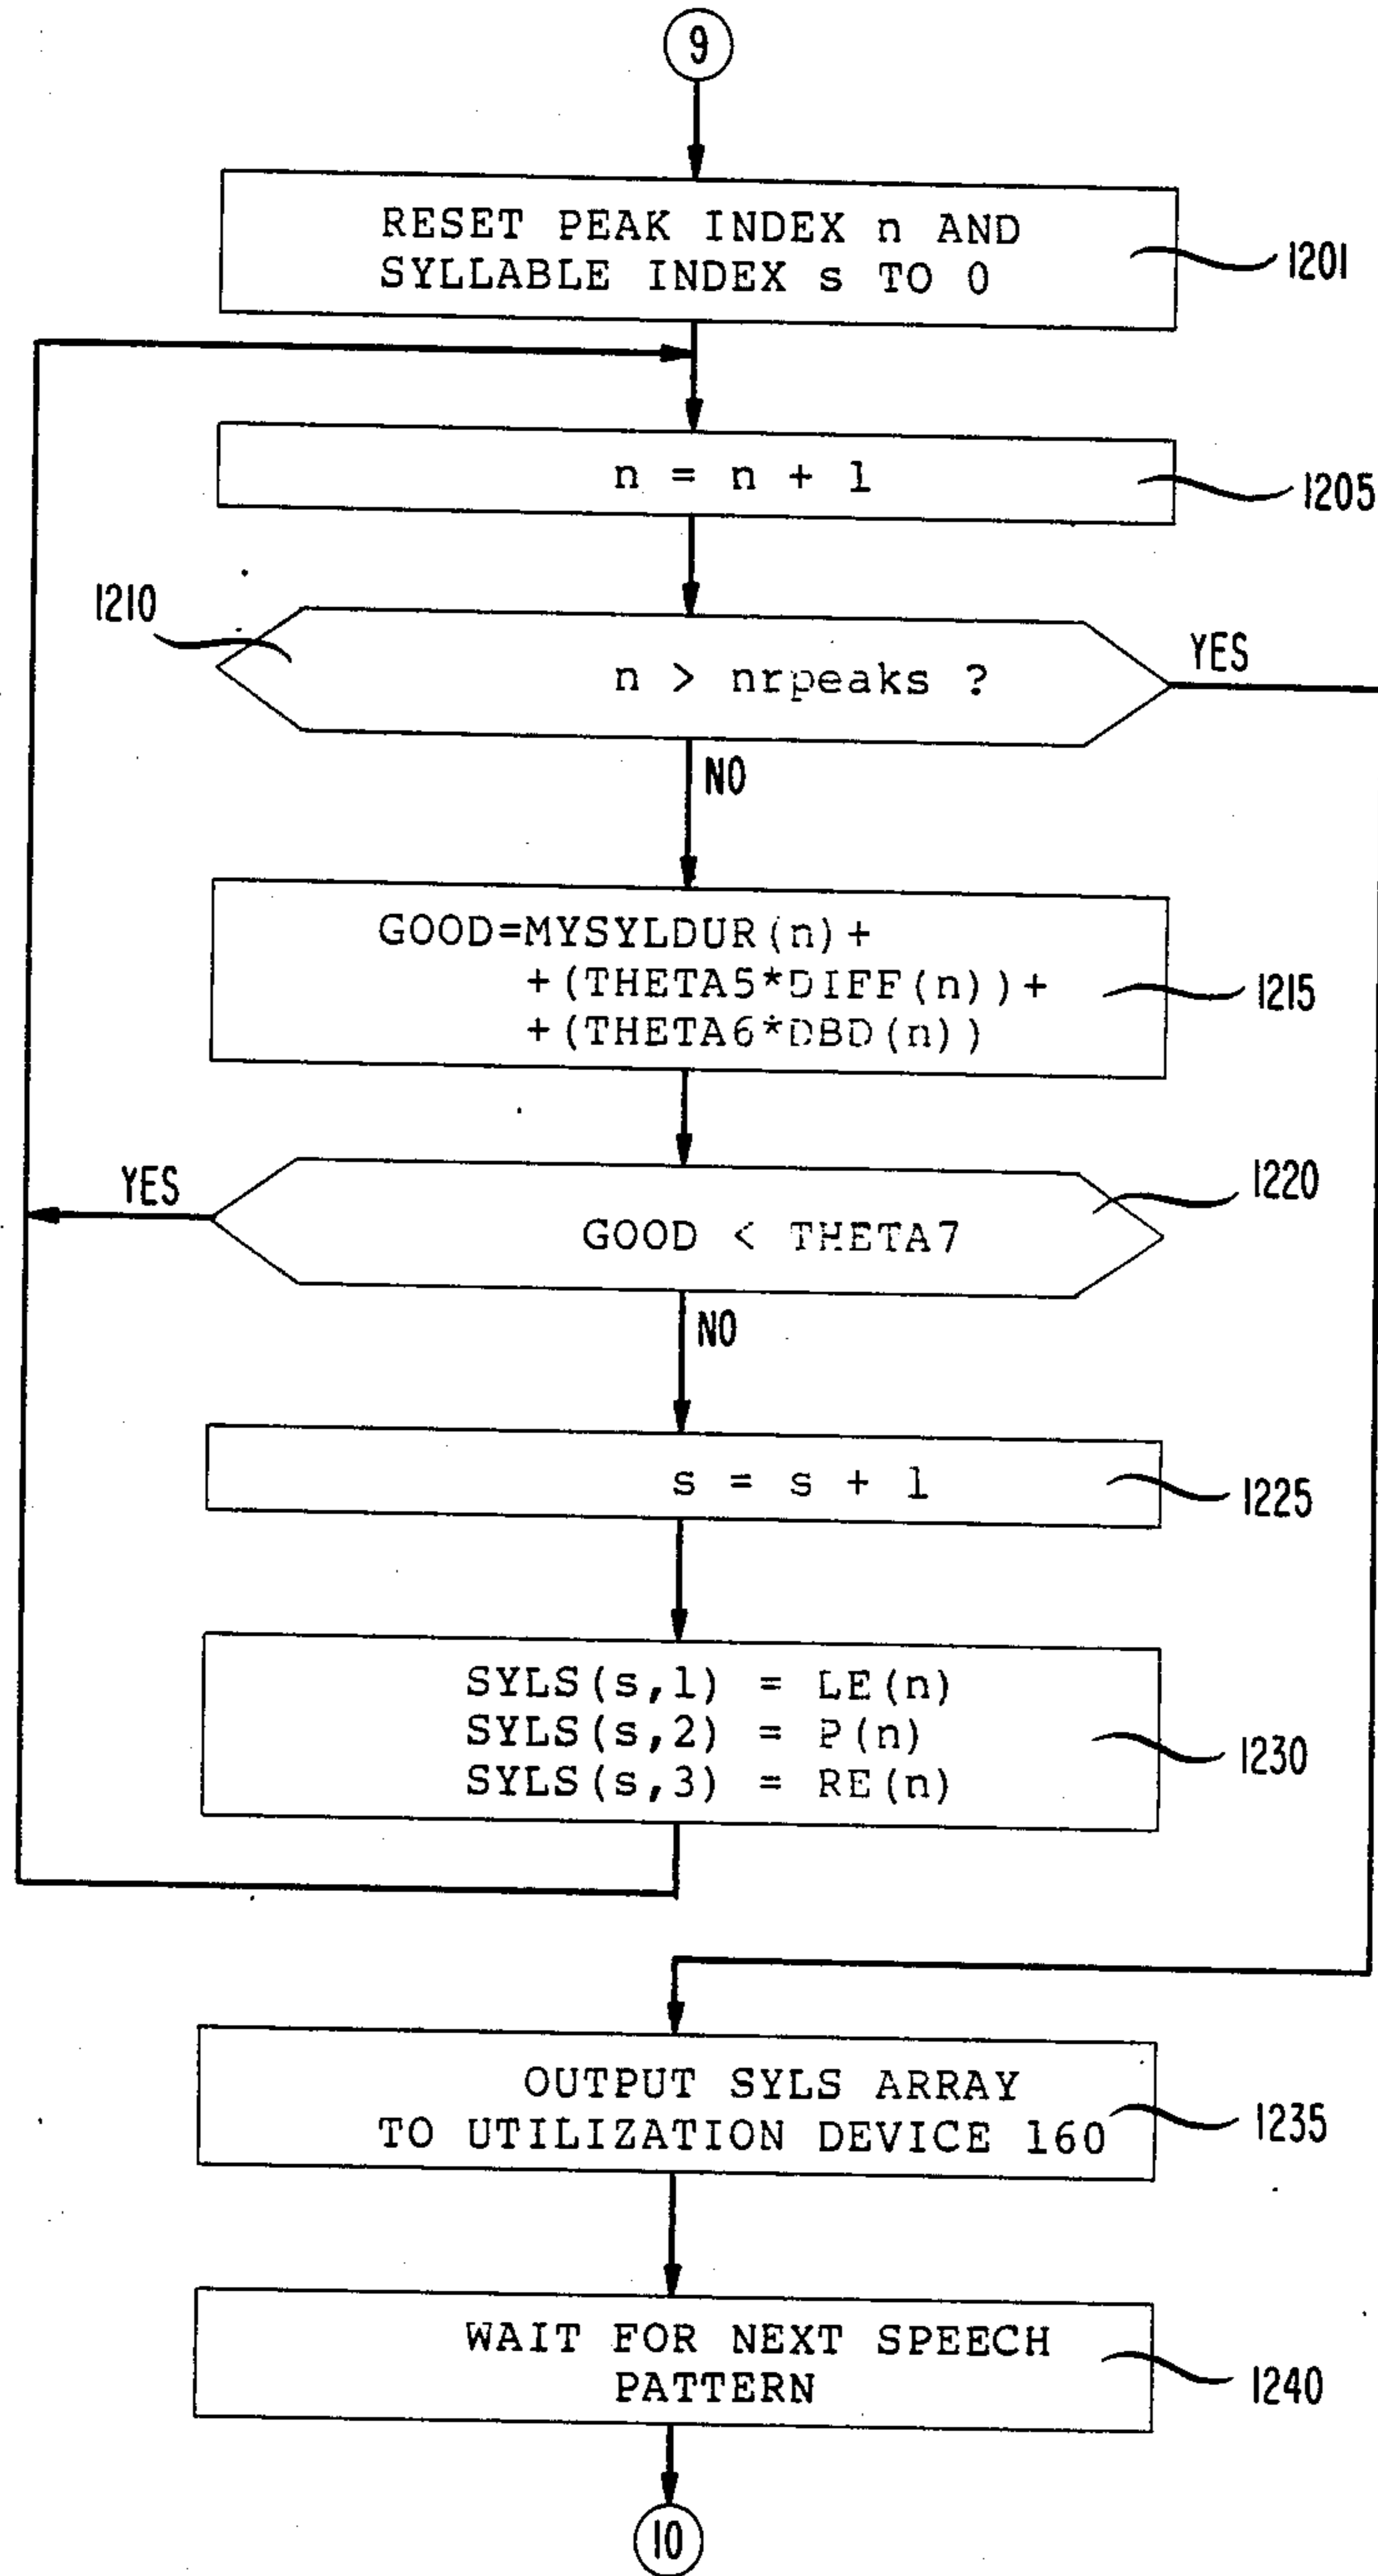 9
RESET PEAK INDEX n AND
SYLLABLE INDEX s TO 0
1201
n = n + 1
1205
1210
n > nrpeaks ?
YES
NO
GOOD=MYSYLDUR(n)+
+(THETA5*DIFF(n))+
+(THETA6*DBD(n))
1215
YES
GOOD < THETA7
1220
NO
s = s + 1
1225
SYLS(s,1) = LE(n)
SYLS(s,2) = P(n)
SYLS(s,3) = RE(n)
1230
OUTPUT SYLS ARRAY
TO UTILIZATION DEVICE 160
1235
WAIT FOR NEXT SPEECH
PATTERN
1240
10